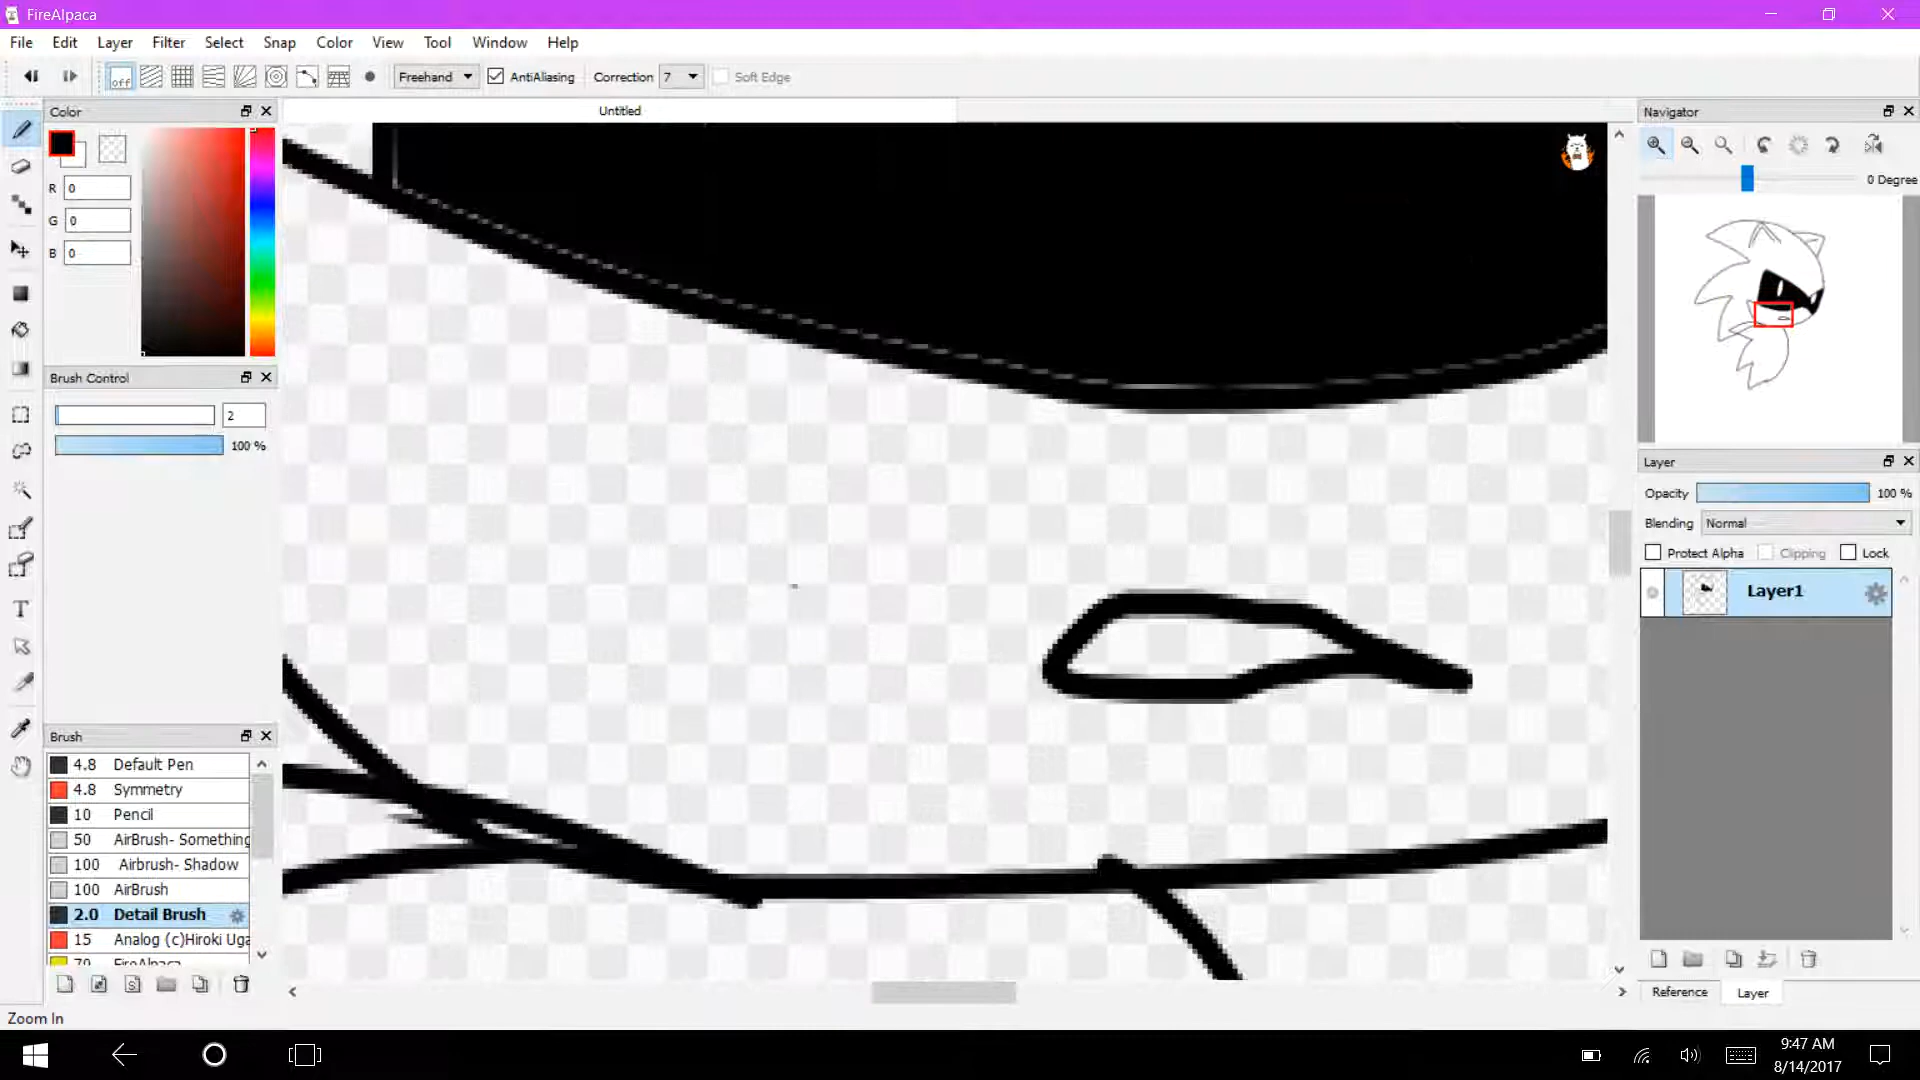 FireAlpaca
File Edit Layer Filter Select Snap Color View Tool Window Help
off Freehand AntiAliasing Correction 7 Soft Edge
Color
Untitled
Navigator
R 0
G 0
B 0
0 Degree
Brush Control
2
100 %
Layer
Opacity 100 %
Blending Normal
Protect Alpha Clipping Lock
Layer1
Brush
4.8 Default Pen
4.8 Symmetry
10 Pencil
50 AirBrush- Something
100 Airbrush- Shadow
100 AirBrush
2.0 Detail Brush
15 Analog (c)Hiroki Uga
70 FireAlpaca
Reference Layer
Zoom In
9:47 AM
8/14/2017